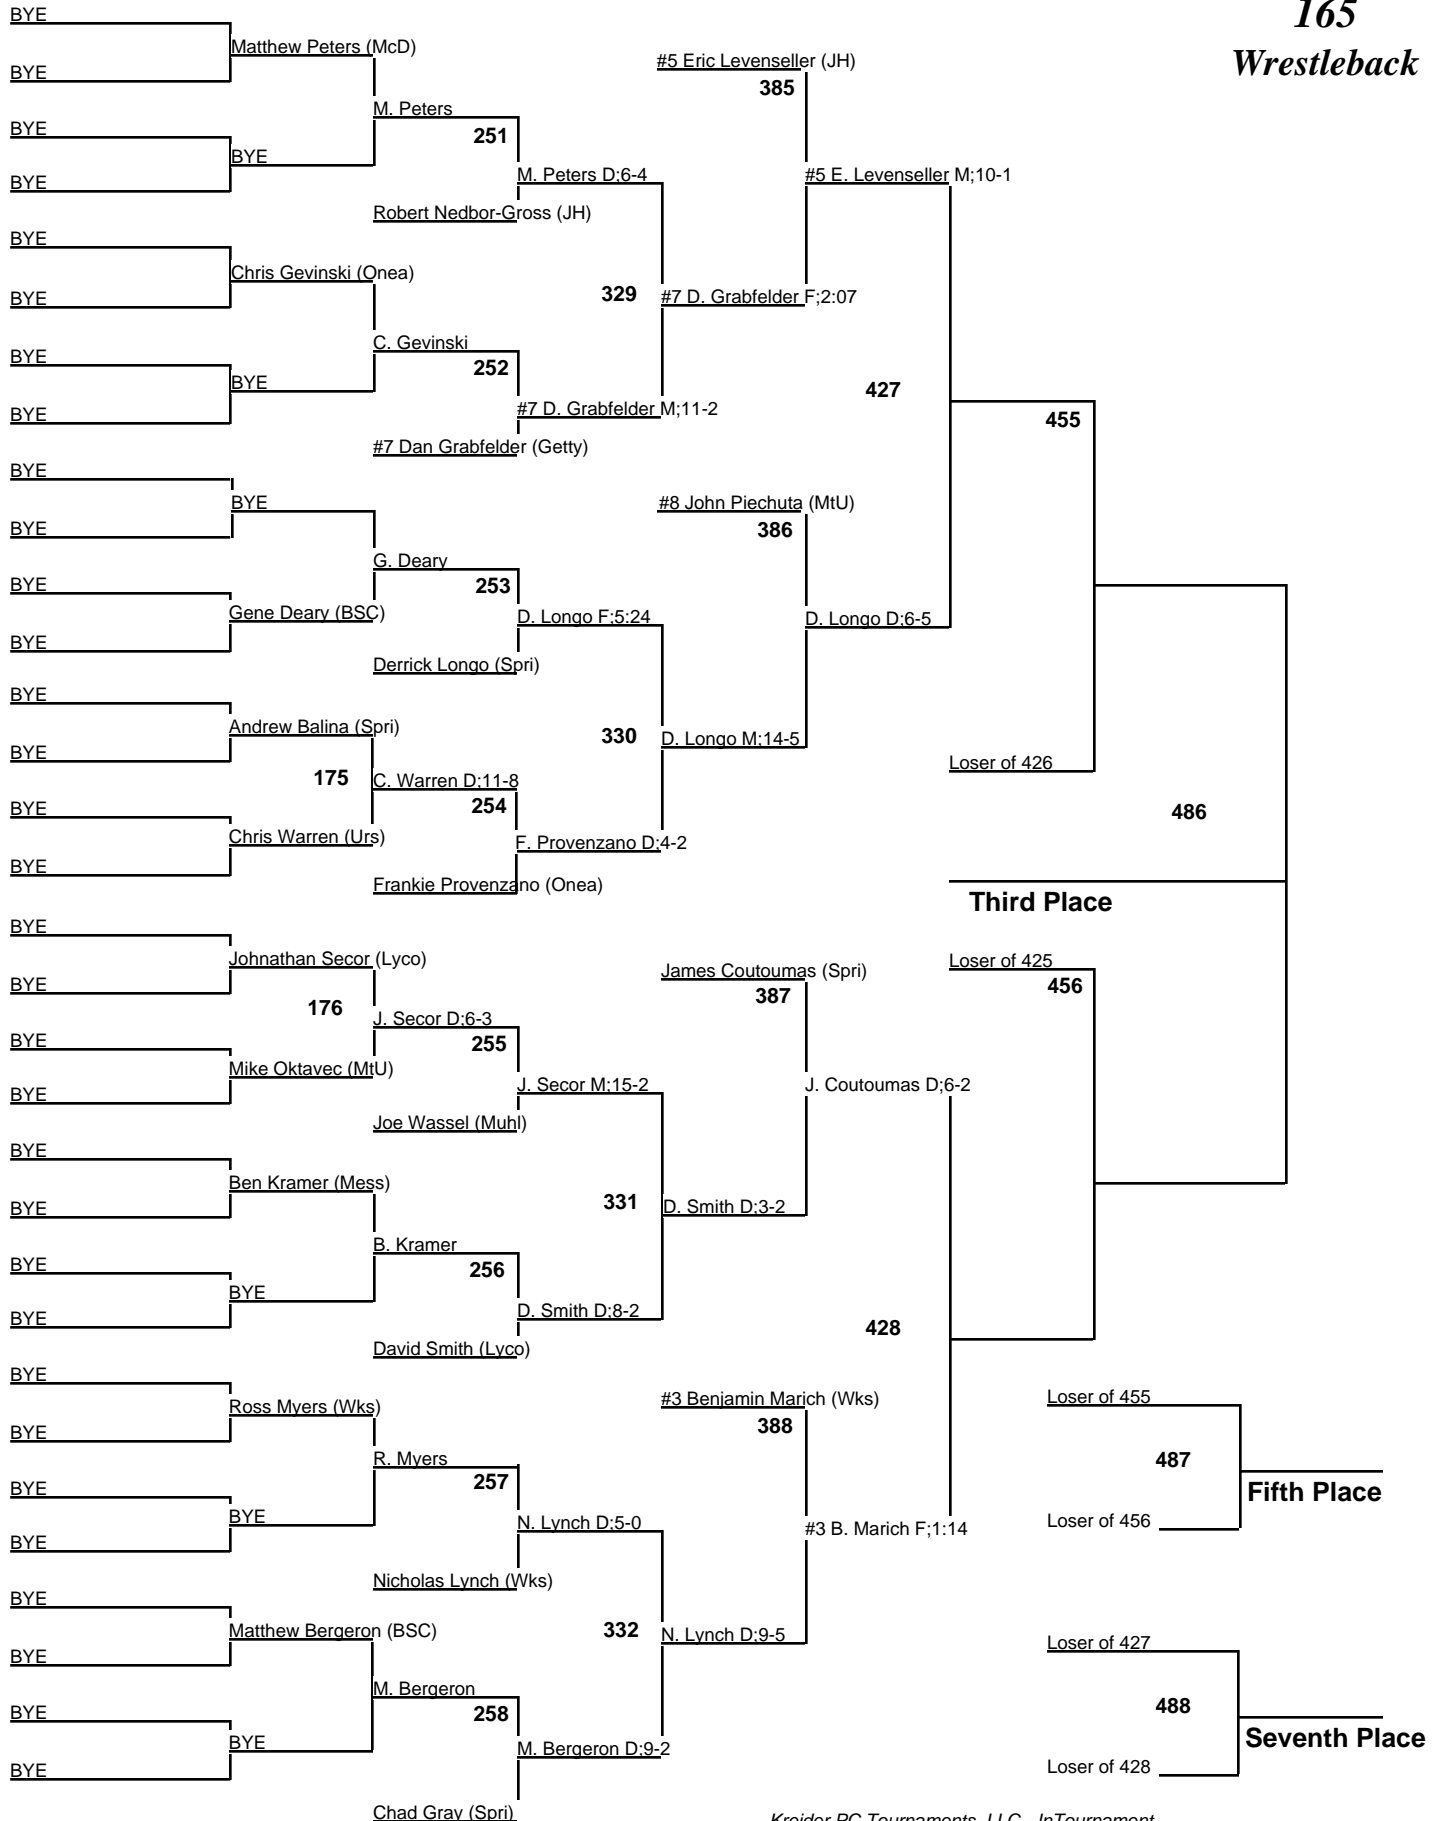 165
Wrestleback
BYE
Matthew Peters (McD)
#5 Eric Levenseller (JH)
BYE
385
M. Peters
BYE
251
BYE
M. Peters D;6-4
#5 E. Levenseller M;10-1
BYE
Robert Nedbor-Gross (JH)
BYE
Chris Gevinski (Onea)
329
#7 D. Grabfelder F;2:07
BYE
C. Gevinski
BYE
252
BYE
427
#7 D. Grabfelder M;11-2
BYE
455
#7 Dan Grabfelder (Getty)
BYE
BYE
#8 John Piechuta (MtU)
BYE
386
G. Deary
BYE
253
Gene Deary (BSC)
D. Longo F;5:24
D. Longo D;6-5
BYE
Derrick Longo (Spri)
BYE
Andrew Balina (Spri)
330
D. Longo M;14-5
BYE
Loser of 426
175
C. Warren D;11-8
BYE
254
486
Chris Warren (Urs)
F. Provenzano D;4-2
BYE
Frankie Provenzano (Onea)
Third Place
BYE
Johnathan Secor (Lyco)
James Coutoumas (Spri)
Loser of 425
BYE
387
456
176
J. Secor D;6-3
BYE
255
Mike Oktavec (MtU)
J. Secor M;15-2
J. Coutoumas D;6-2
BYE
Joe Wassel (Muhl)
BYE
Ben Kramer (Mess)
331
D. Smith D;3-2
BYE
B. Kramer
BYE
256
BYE
D. Smith D;8-2
BYE
428
David Smith (Lyco)
BYE
Ross Myers (Wks)
#3 Benjamin Marich (Wks)
Loser of 455
BYE
388
R. Myers
487
BYE
257
Fifth Place
BYE
N. Lynch D;5-0
#3 B. Marich F;1:14
Loser of 456
BYE
Nicholas Lynch (Wks)
BYE
Matthew Bergeron (BSC)
332
N. Lynch D;9-5
Loser of 427
BYE
M. Bergeron
BYE
258
488
BYE
M. Bergeron D;9-2
Seventh Place
BYE
Loser of 428
Chad Gray (Spri)
Kreider PC Tournaments, LLC - InTournament